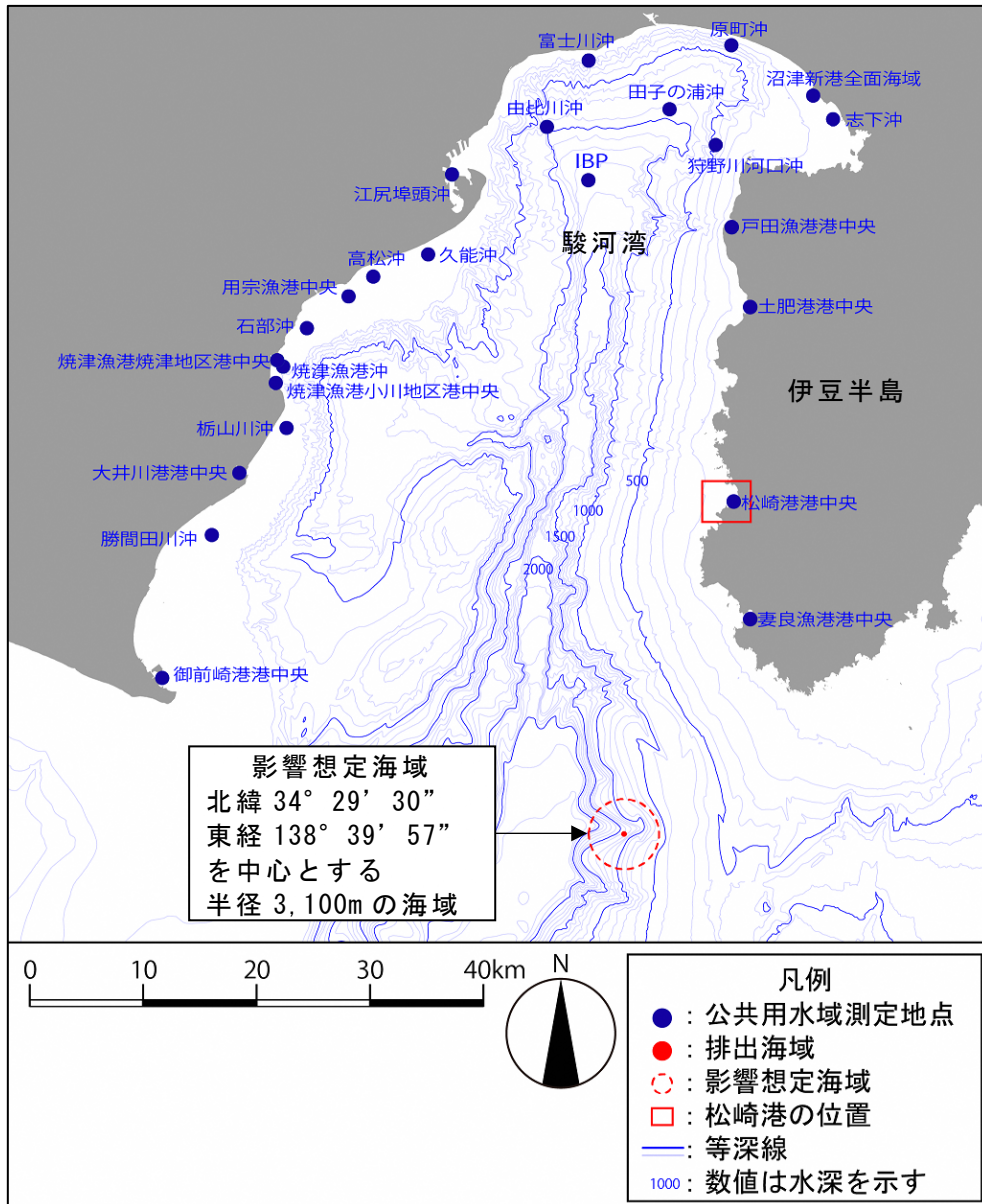 原町沖
富士川沖
沼津新港全面海域
田子の浦沖
由比川沖
志下沖
IBP
狩野川河口沖
江尻埠頭沖
戸田漁港港中央
駿河湾
久能沖
高松沖
用宗漁港中央
土肥港港中央
石部沖
焼津漁港焼津地区港中央
焼津漁港沖
焼津漁港小川地区港中央
伊豆半島
栃山川沖
大井川港港中央
500
松崎港港中央
1000
勝間田川沖
1500
2000
妻良漁港港中央
御前崎港港中央
影響想定海域
北緯 34° 29’ 30”
東経 138° 39’ 57”
を中心とする
半径 3,100m の海域
0 10 20 30 40km
N
凡例
: 公共用水域測定地点
: 排出海域
: 影響想定海域
: 松崎港の位置
: 等深線
1000 : 数値は水深を示す